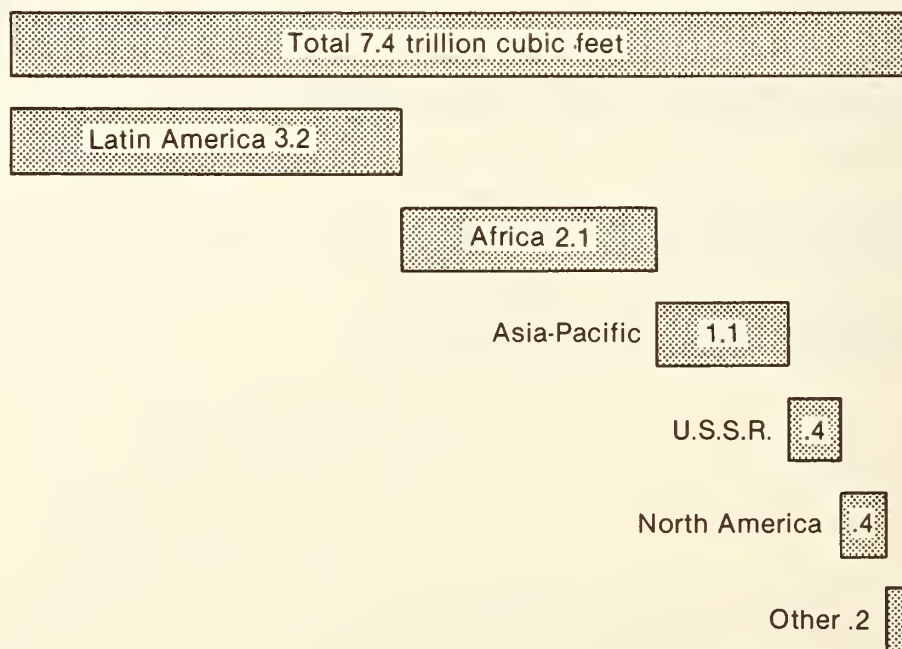 Total 7.4 trillion cubic feet
Latin America 3.2
Africa 2.1
Asia-Pacific 1.1
U.S.S.R. .4
North America .4
Other .2